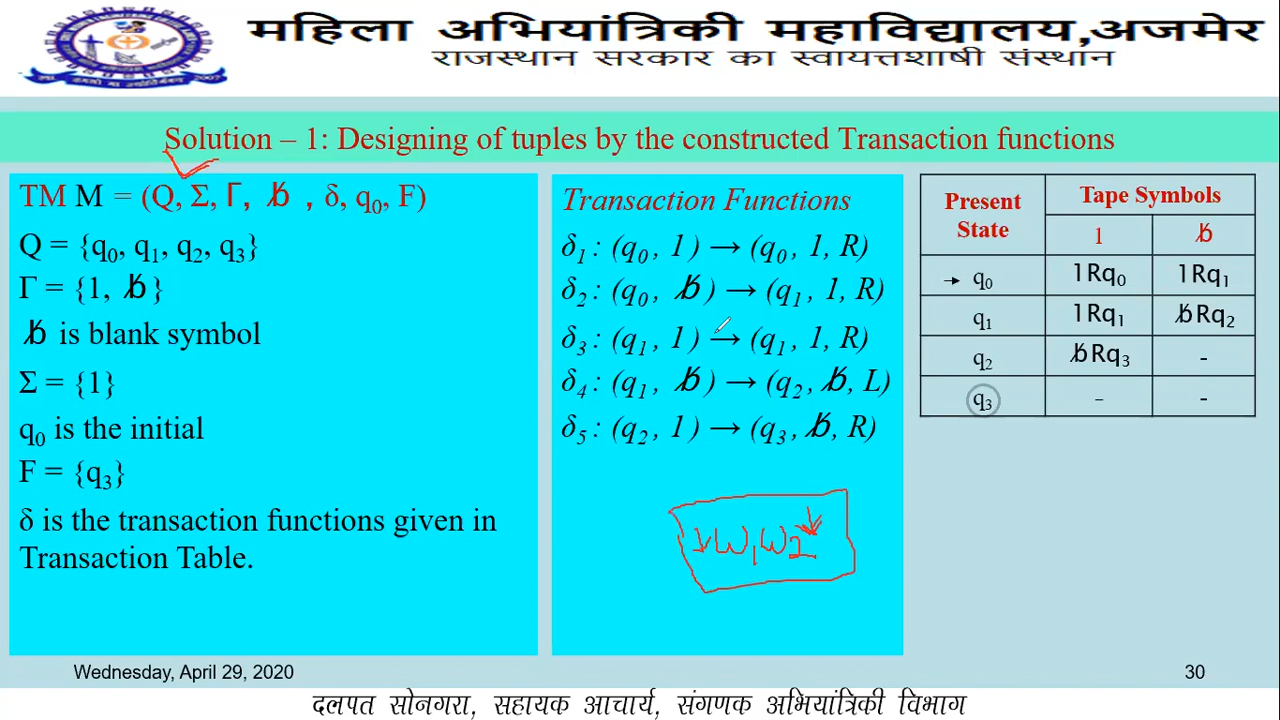 महिला अभियांत्रिकी महाविद्यालय,अजमेर
राजस्थान सरकार का स्वायत्तशाषी संस्थान
Solution – 1: Designing of tuples by the constructed Transaction functions
TM M = (Q, Σ, Γ, ƀ , δ, q₀, F)
Q = {q₀, q₁, q₂, q₃}
Γ = {1, ƀ}
ƀ is blank symbol
Σ = {1}
q₀ is the initial
F = {q₃}
δ is the transaction functions given in
Transaction Table.
Transaction Functions
δ₁ : (q₀, 1) → (q₀, 1, R)
δ₂ : (q₀, ƀ) → (q₁, 1, R)
δ₃ : (q₁, 1) → (q₁, 1, R)
δ₄ : (q₁, ƀ) → (q₂, ƀ, L)
δ₅ : (q₂, 1) → (q₃, ƀ, R)
↓ω₁ω₂↓
Present State Tape Symbols
1 ƀ
→ q₀ 1Rq₀ 1Rq₁
q₁ 1Rq₁ ƀRq₂
q₂ ƀRq₃ -
q₃ - -
Wednesday, April 29, 2020 30
दलपत सोनगरा, सहायक आचार्य, संगणक अभियांत्रिकी विभाग